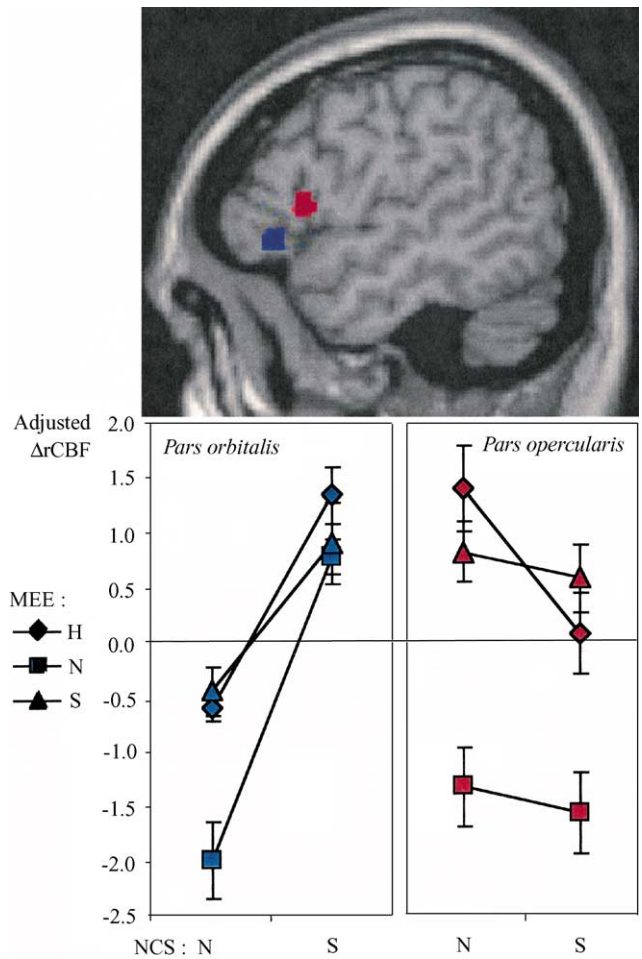 Adjusted
ΔrCBF
2.0
1.5
1.0
0.5
0.0
-0.5
-1.0
-1.5
-2.0
-2.5
Pars orbitalis
Pars opercularis
MEE :
H
N
S
NCS : N S
N S